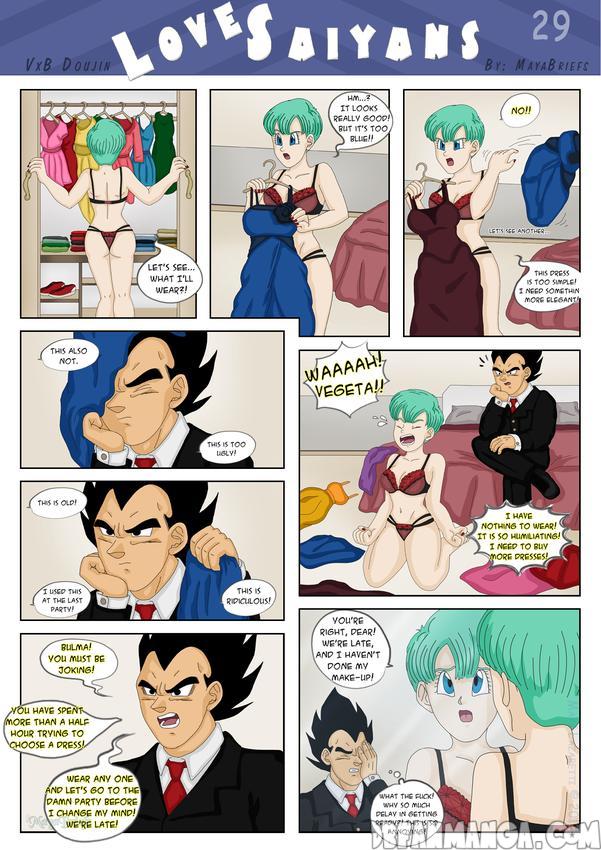 LOVE SAIYANS
29
VXB DOUJIN
BY: MAYABRIEFS
LET'S SEE...
WHAT I'LL
WEAR?!
HM...?
IT LOOKS
REALLY GOOD!
BUT IT'S TOO
BLUE!!
NO!!
LET'S SEE ANOTHER...
THIS DRESS
IS TOO SIMPLE!
I NEED SOMETHIN
MORE ELEGANT!
THIS ALSO
NOT.
THIS IS TOO
UGLY!
THIS IS OLD!
I USED THIS
AT THE LAST
PARTY!
THIS IS
RIDICULOUS!
WAAAAH!
VEGETA!!
I HAVE
NOTHING TO WEAR!
IT IS SO HUMILIATING!
I NEED TO BUY
MORE DRESSES!
BULMA!
YOU MUST BE
JOKING!
YOU HAVE SPENT
MORE THAN A HALF
HOUR TRYING TO
CHOOSE A DRESS!
WEAR ANY ONE
AND LET'S GO TO THE
DAMN PARTY BEFORE
I CHANGE MY MIND!
WE'RE LATE!
YOU'RE
RIGHT, DEAR!
WE'RE LATE,
AND I HAVEN'T
DONE MY
MAKE-UP!
WHAT THE FUCK!
WHY SO MUCH
DELAY IN GETTING
READY? THIS IS SO
ANNOYING!